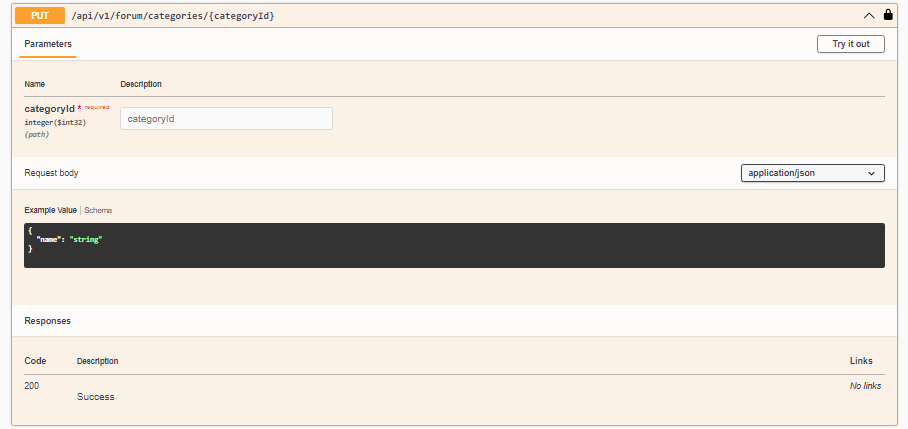 PUT /api/v1/forum/categories/{categoryId}
Parameters Try it out
Name Description
categoryId * required
integer($int32)
(path)
categoryId
Request body application/json
Example Value | Schema
{
"name": "string"
}
Responses
Code Description Links
200 Success No links